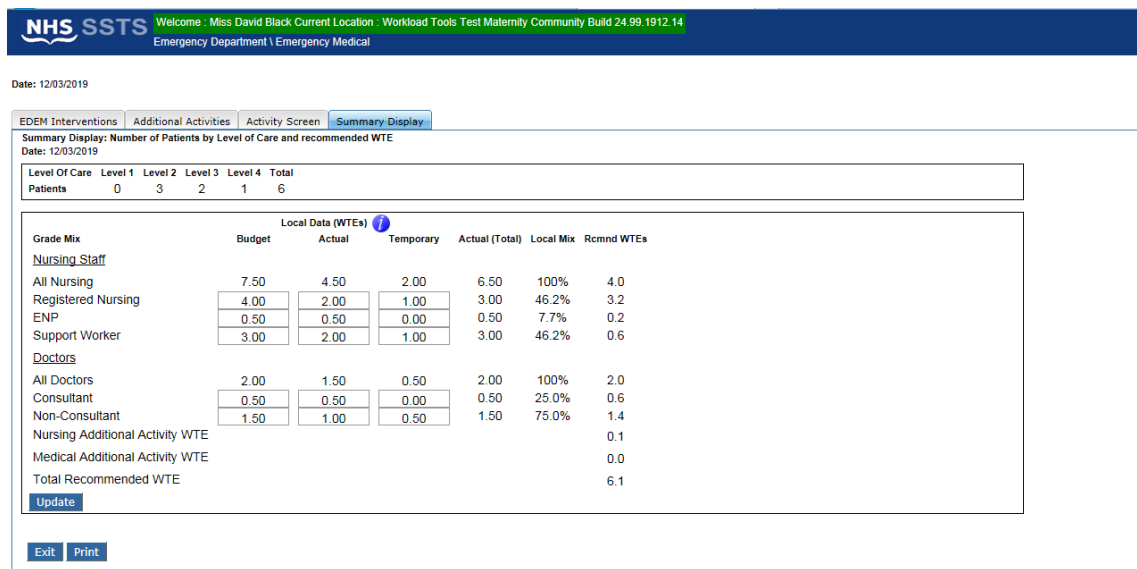 NHS SSTS Welcome : Miss David Black Current Location : Workload Tools Test Maternity Community Build 24.99.1912.14
Emergency Department \ Emergency Medical
Date: 12/03/2019
EDEM Interventions Additional Activities Activity Screen Summary Display
Summary Display: Number of Patients by Level of Care and recommended WTE
Date: 12/03/2019
Level Of Care Level 1 Level 2 Level 3 Level 4 Total
Patients 0 3 2 1 6
Local Data (WTEs) i
Grade Mix Budget Actual Temporary Actual (Total) Local Mix Rcmnd WTEs
Nursing Staff
All Nursing 7.50 4.50 2.00 6.50 100% 4.0
Registered Nursing 4.00 2.00 1.00 3.00 46.2% 3.2
ENP 0.50 0.50 0.00 0.50 7.7% 0.2
Support Worker 3.00 2.00 1.00 3.00 46.2% 0.6
Doctors
All Doctors 2.00 1.50 0.50 2.00 100% 2.0
Consultant 0.50 0.50 0.00 0.50 25.0% 0.6
Non-Consultant 1.50 1.00 0.50 1.50 75.0% 1.4
Nursing Additional Activity WTE 0.1
Medical Additional Activity WTE 0.0
Total Recommended WTE 6.1
Update
Exit Print